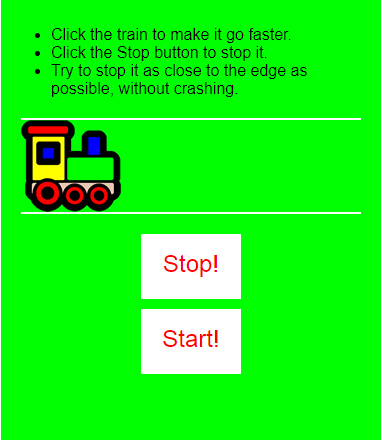 Click the train to make it go faster.
Click the Stop button to stop it.
Try to stop it as close to the edge as
possible, without crashing.
Stop!
Start!